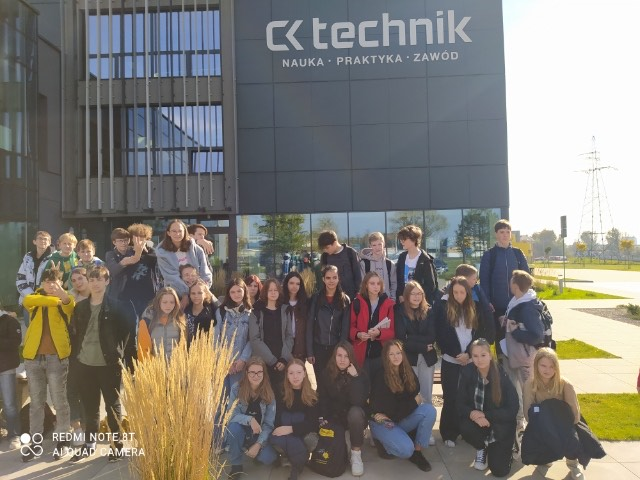 CK technik
NAUKA · PRAKTYKA · ZAWÓD
REDMI NOTE 8T
AI QUAD CAMERA